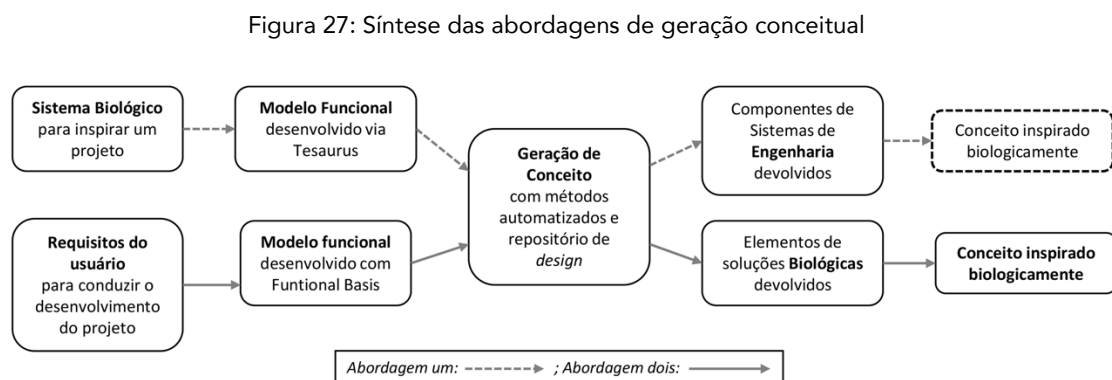 Figura 27: Síntese das abordagens de geração conceitual
Sistema Biológico
para inspirar um
projeto
Modelo Funcional
desenvolvido via
Tesaurus
Geração de
Conceito
com métodos
automatizados e
repositório de
design
Componentes de
Sistemas de
Engenharia
devolvidos
Conceito inspirado
biologicamente
Requisitos do
usuário
para conduzir o
desenvolvimento
do projeto
Modelo funcional
desenvolvido com
Funtional Basis
Elementos de
soluções Biológicas
devolvidos
Conceito inspirado
biologicamente
Abordagem um: ; Abordagem dois: